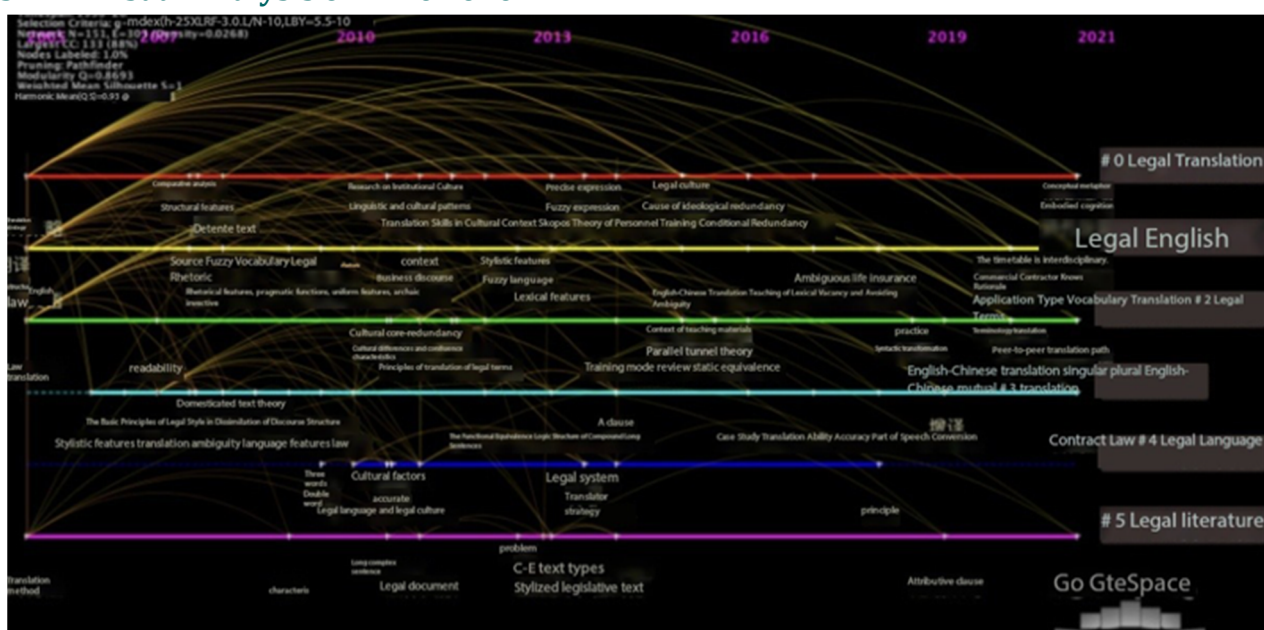 Selection Criteria: g-mdex(h-25XLRF-3.0.L/N-10,LBY=5.5-10
Network: N=151, E=303 (Density=0.0268)
Largest CC: 133 (88%)
Nodes Labeled: 1.0%
Pruning: Pathfinder
Modularity Q=0.8693
Weighted Mean Silhouette S=1
Harmonic Mean(Q,S)=0.93
2007 2010 2013 2016 2019 2021
# 0 Legal Translation
Comparative analysis Research on Institutional Culture Precise expression Legal culture Conceptual metaphor
Structural features Linguistic and cultural patterns Fuzzy expression Cause of ideological redundancy Embodied cognition
Detente text Translation Skills in Cultural Context Skopos Theory of Personnel Training Conditional Redundancy
Legal English
Source Fuzzy Vocabulary Legal context Stylistic features The timetable is interdisciplinary.
Rhetoric Business discourse Fuzzy language Ambiguous life insurance Commercial Contractor Knows
Rationale
English
law
Rhetorical features, pragmatic functions, uniform features, archaic
invective
Lexical features
English-Chinese Translation Teaching of Lexical Vacancy and Avoiding
Ambiguity
Application Type Vocabulary Translation # 2 Legal
Terms
Cultural core-redundancy Context of teaching materials practice Terminology translation
Cultural differences and confluence
characteristics
Parallel tunnel theory Syntactic transformation Peer-to-peer translation path
Law
translation
readability Principles of translation of legal terms Training mode review static equivalence
English-Chinese translation singular plural English-
Chinese mutual # 3 translation
Domesticated text theory
The Basic Principles of Legal Style in Dissimilation of Discourse Structure A clause
Stylistic features translation ambiguity language features law
The Functional Equivalence Logic Structure of Compound Long
Sentences
Case Study Translation Ability Accuracy Part of Speech Conversion
Contract Law # 4 Legal Language
Three
words
Double
word
Cultural factors Legal system
accurate Translator
strategy
Legal language and legal culture principle
# 5 Legal literature
problem
Long complex
sentence
C-E text types
Translation
method
characteris Legal document Stylized legislative text Attributive clause
Go GteSpace